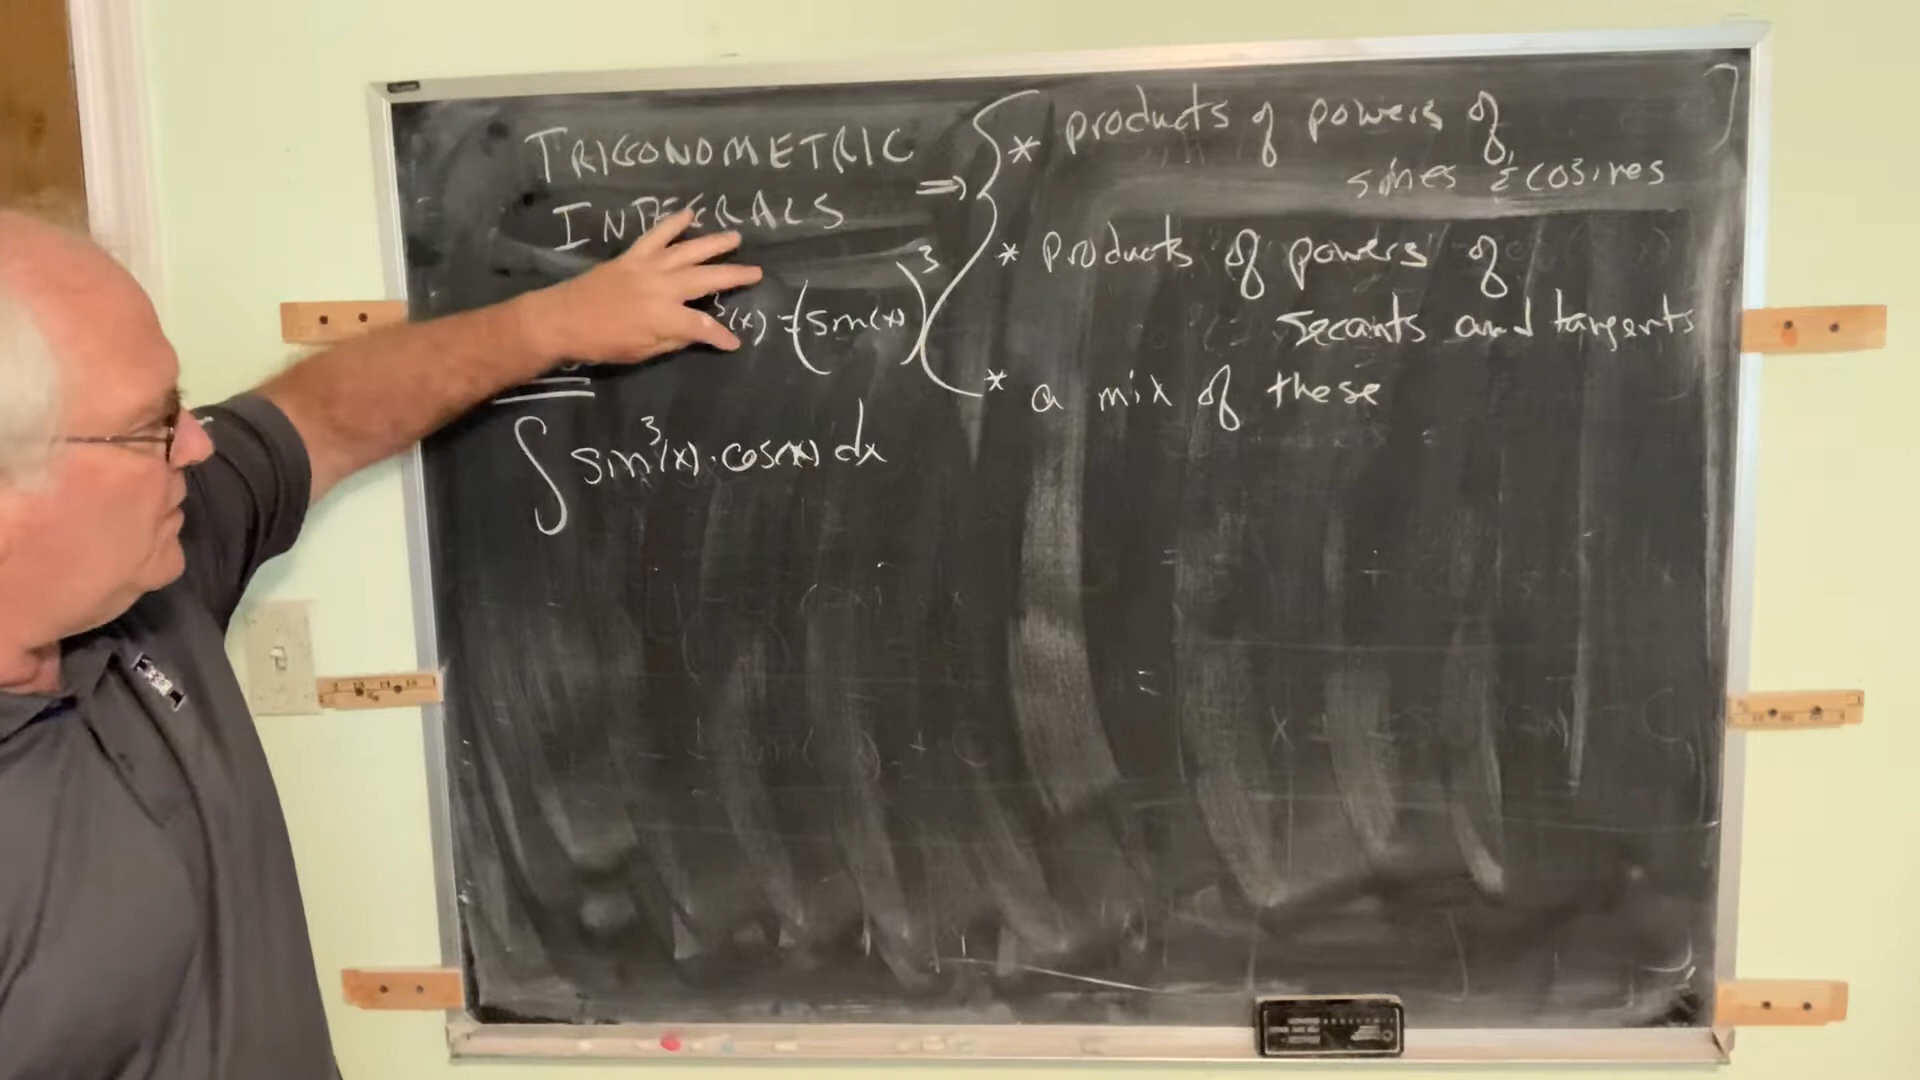 TRIGONOMETRIC
INTEGRALS
⇒
* products of powers of
sines & cosines
* products of powers of
secants and tangents
* a mix of these
³(x) = (sin(x))³
∫ sin³(x) · cos(x) dx